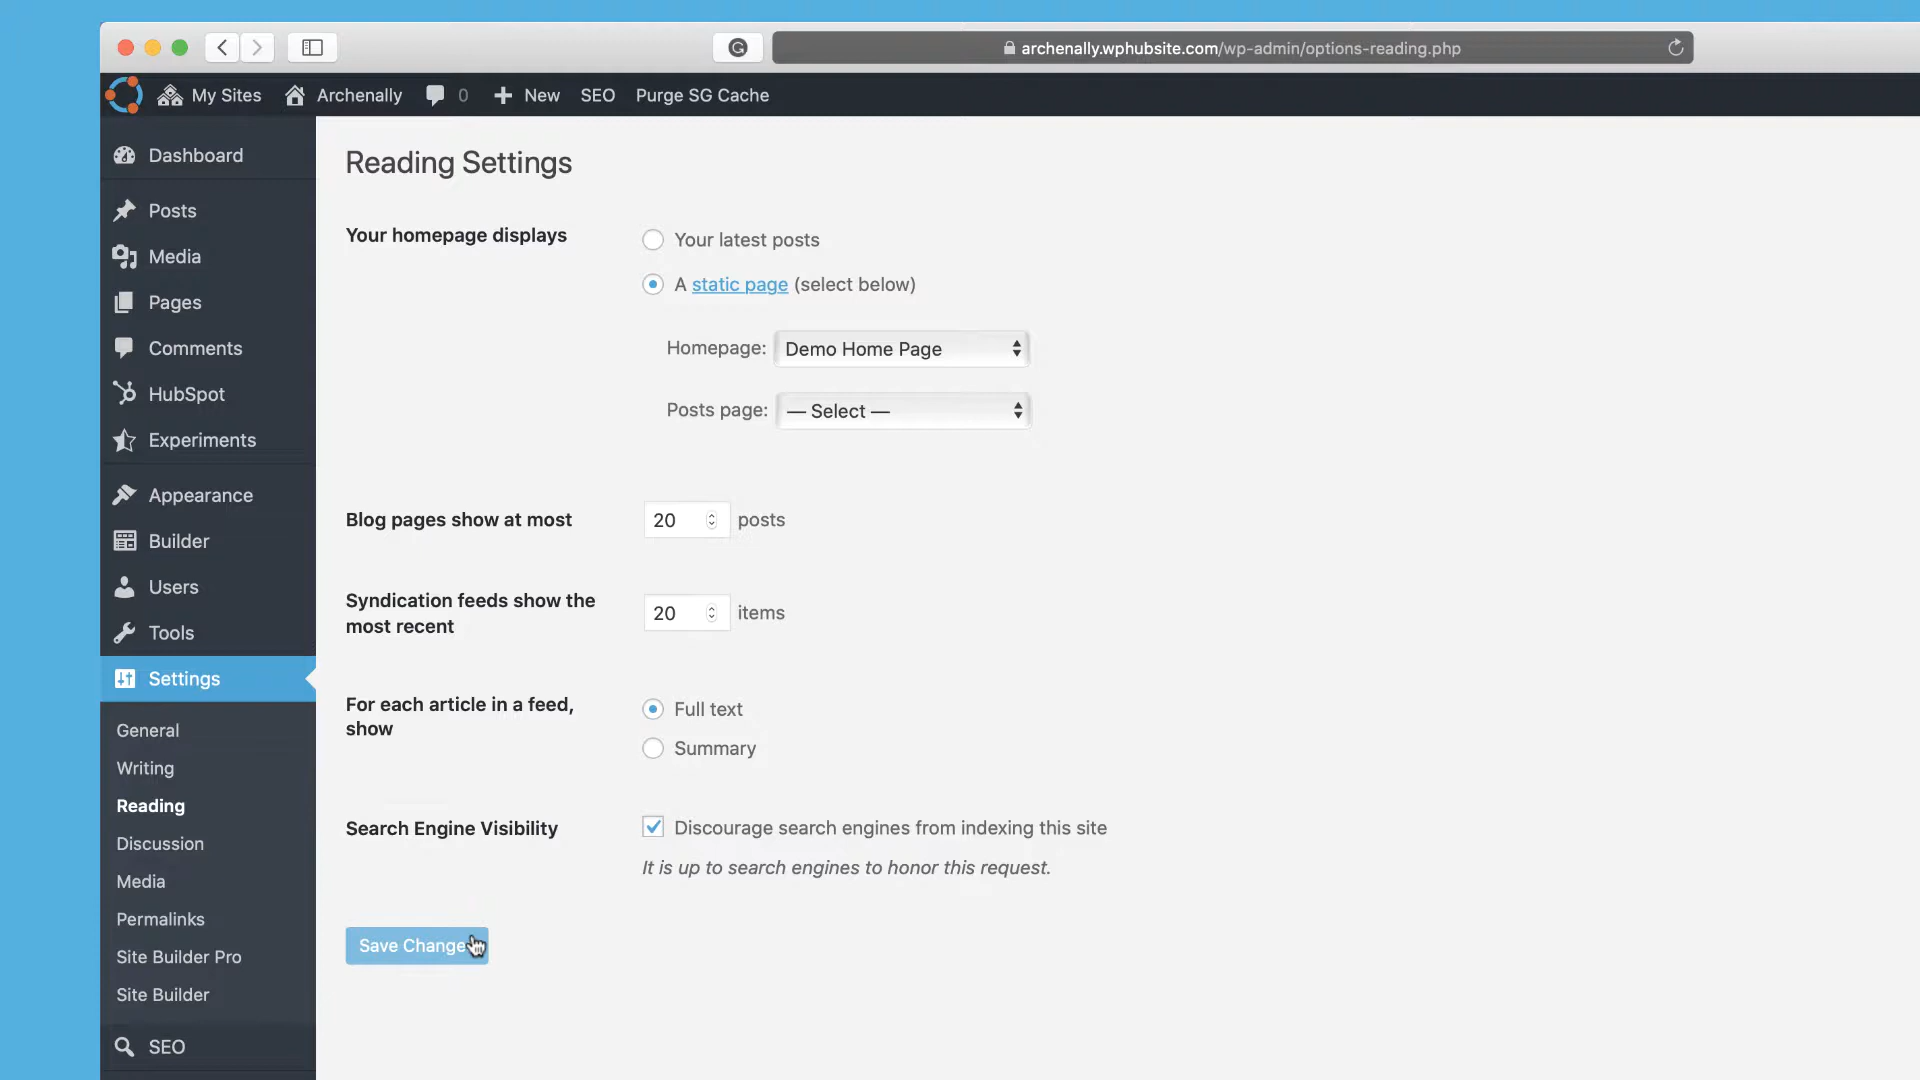 archenally.wphubsite.com/wp-admin/options-reading.php
My Sites Archenally 0 New SEO Purge SG Cache
Dashboard
Posts
Media
Pages
Comments
HubSpot
Experiments
Appearance
Builder
Users
Tools
Settings
General
Writing
Reading
Discussion
Media
Permalinks
Site Builder Pro
Site Builder
SEO
Reading Settings
Your homepage displays
Your latest posts
A static page (select below)
Homepage: Demo Home Page
Posts page: — Select —
Blog pages show at most 20 posts
Syndication feeds show the
most recent
20 items
For each article in a feed,
show
Full text
Summary
Search Engine Visibility
Discourage search engines from indexing this site
It is up to search engines to honor this request.
Save Change